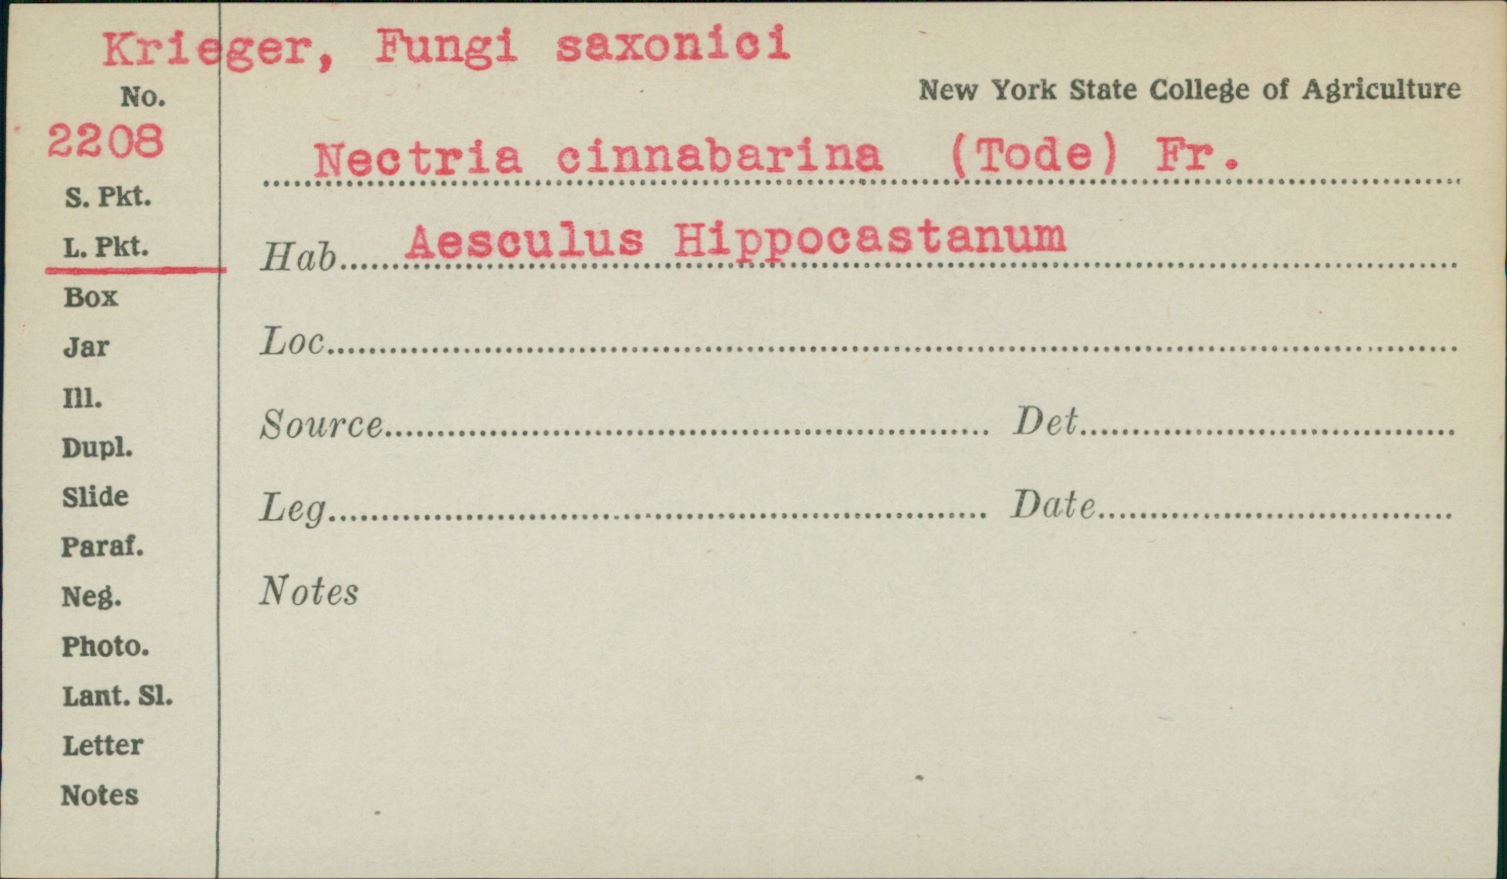 Krieger, Fungi saxonici
No.
New York State College of Agriculture
2208
Nectria cinnabarina (Tode) Fr.
S. Pkt.
L. Pkt.
Hab. Aesculus Hippocastanum
Box
Jar
Loc.
Ill.
Source Det.
Dupl.
Slide
Leg. Date
Paraf.
Neg.
Notes
Photo.
Lant. Sl.
Letter
Notes